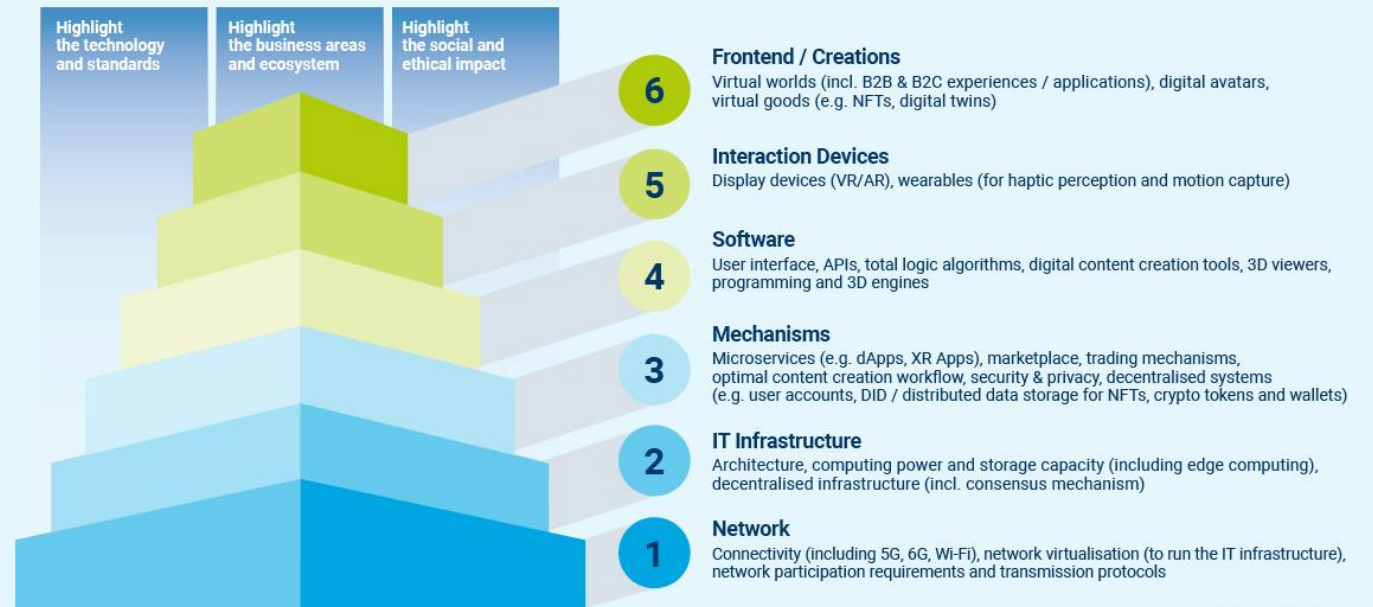 Highlight
the technology
and standards
Highlight
the business areas
and ecosystem
Highlight
the social and
ethical impact
6
Frontend / Creations
Virtual worlds (incl. B2B & B2C experiences / applications), digital avatars,
virtual goods (e.g. NFTs, digital twins)
5
Interaction Devices
Display devices (VR/AR), wearables (for haptic perception and motion capture)
4
Software
User interface, APIs, total logic algorithms, digital content creation tools, 3D viewers,
programming and 3D engines
3
Mechanisms
Microservices (e.g. dApps, XR Apps), marketplace, trading mechanisms,
optimal content creation workflow, security & privacy, decentralised systems
(e.g. user accounts, DID / distributed data storage for NFTs, crypto tokens and wallets)
2
IT Infrastructure
Architecture, computing power and storage capacity (including edge computing),
decentralised infrastructure (incl. consensus mechanism)
1
Network
Connectivity (including 5G, 6G, Wi-Fi), network virtualisation (to run the IT infrastructure),
network participation requirements and transmission protocols